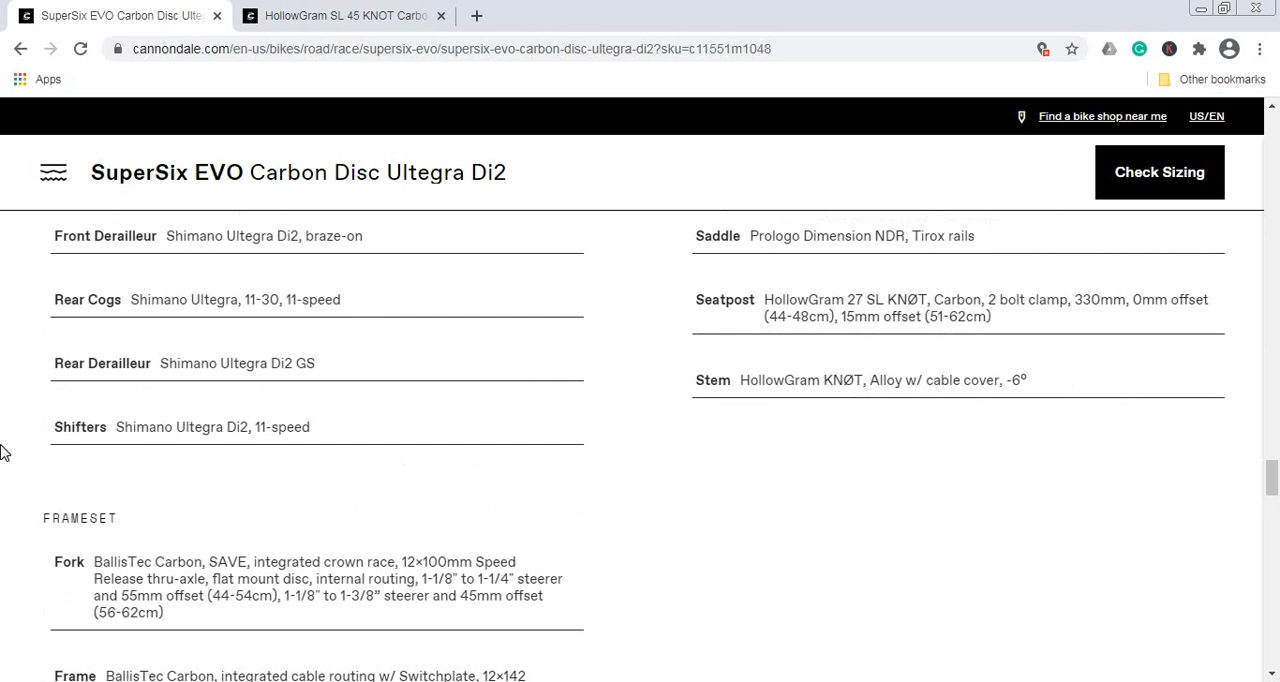 SuperSix EVO Carbon Disc Ulte
HollowGram SL 45 KNOT Carbo
cannondale.com/en-us/bikes/road/race/supersix-evo/supersix-evo-carbon-disc-ultegra-di2?sku=c11551m1048
Apps
Other bookmarks
Find a bike shop near me
US/EN
SuperSix EVO Carbon Disc Ultegra Di2
Check Sizing
Front Derailleur Shimano Ultegra Di2, braze-on
Rear Cogs Shimano Ultegra, 11-30, 11-speed
Rear Derailleur Shimano Ultegra Di2 GS
Shifters Shimano Ultegra Di2, 11-speed
Saddle Prologo Dimension NDR, Tirox rails
Seatpost HollowGram 27 SL KNØT, Carbon, 2 bolt clamp, 330mm, 0mm offset
(44-48cm), 15mm offset (51-62cm)
Stem HollowGram KNØT, Alloy w/ cable cover, -6°
FRAMESET
Fork BallisTec Carbon, SAVE, integrated crown race, 12×100mm Speed
Release thru-axle, flat mount disc, internal routing, 1-1/8" to 1-1/4" steerer
and 55mm offset (44-54cm), 1-1/8" to 1-3/8” steerer and 45mm offset
(56-62cm)
Frame BallisTec Carbon, integrated cable routing w/ Switchplate, 12×142